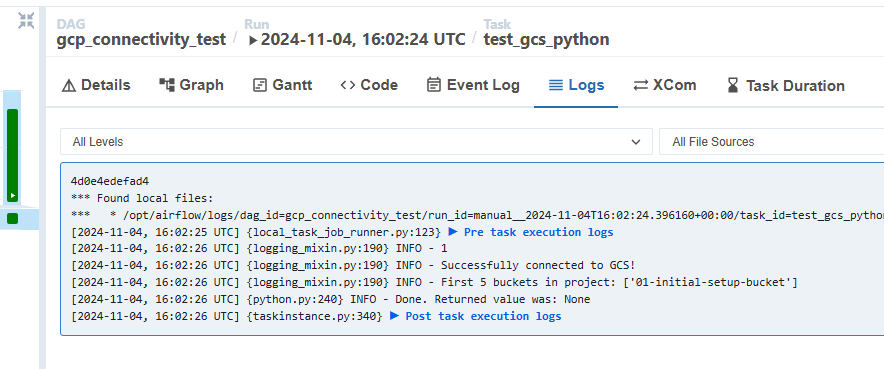 DAG
gcp_connectivity_test
/
Run
2024-11-04, 16:02:24 UTC
/
Task
test_gcs_python
Details
Graph
Gantt
Code
Event Log
Logs
XCom
Task Duration
All Levels
All File Sources
4d0e4edefad4
*** Found local files:
***   * /opt/airflow/logs/dag_id=gcp_connectivity_test/run_id=manual__2024-11-04T16:02:24.396160+00:00/task_id=test_gcs_python
[2024-11-04, 16:02:25 UTC] {local_task_job_runner.py:123} ▶ Pre task execution logs
[2024-11-04, 16:02:26 UTC] {logging_mixin.py:190} INFO - 1
[2024-11-04, 16:02:26 UTC] {logging_mixin.py:190} INFO - Successfully connected to GCS!
[2024-11-04, 16:02:26 UTC] {logging_mixin.py:190} INFO - First 5 buckets in project: ['01-initial-setup-bucket']
[2024-11-04, 16:02:26 UTC] {python.py:240} INFO - Done. Returned value was: None
[2024-11-04, 16:02:26 UTC] {taskinstance.py:340} ▶ Post task execution logs